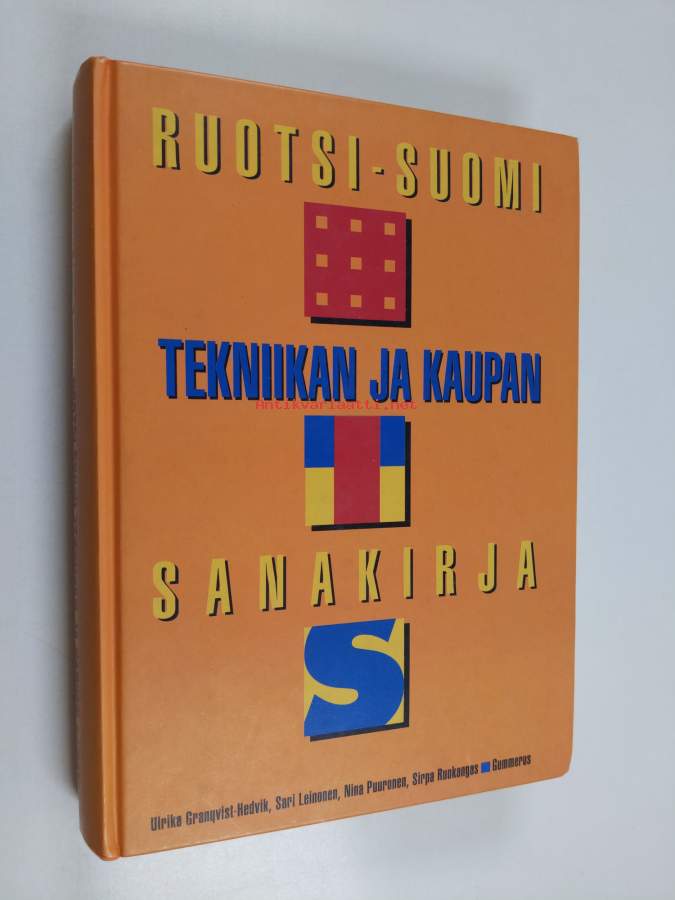 RUOTSI-SUOMI
TEKNIIKAN JA KAUPAN
Antikvariaatti.net
SANAKIRJA
S
Ulrika Granqvist-Hedvik, Sari Leinonen, Nina Puuronen, Sirpa Ruokangas ■ Gummerus